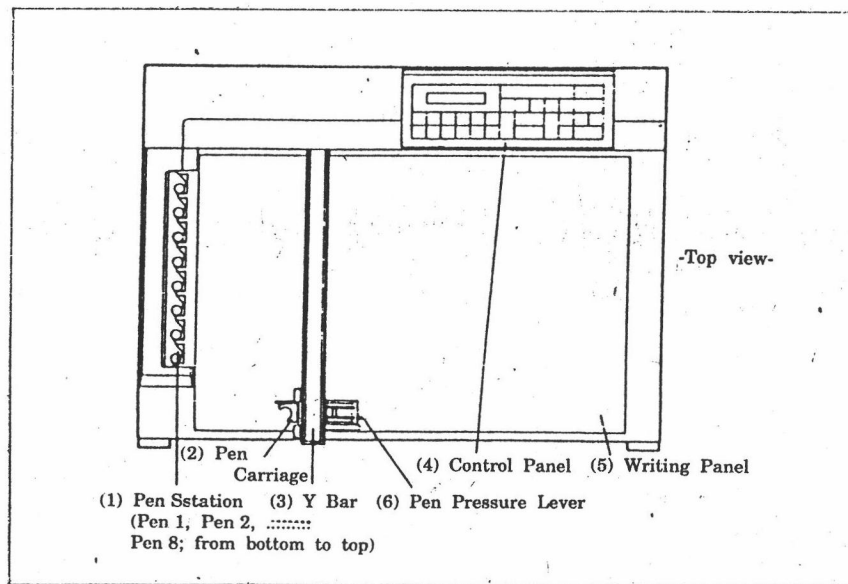 -Top view-
(2) Pen
Carriage
(4) Control Panel (5) Writing Panel
(1) Pen Sstation (3) Y Bar (6) Pen Pressure Lever
(Pen 1, Pen 2, .::::::::
Pen 8; from bottom to top)